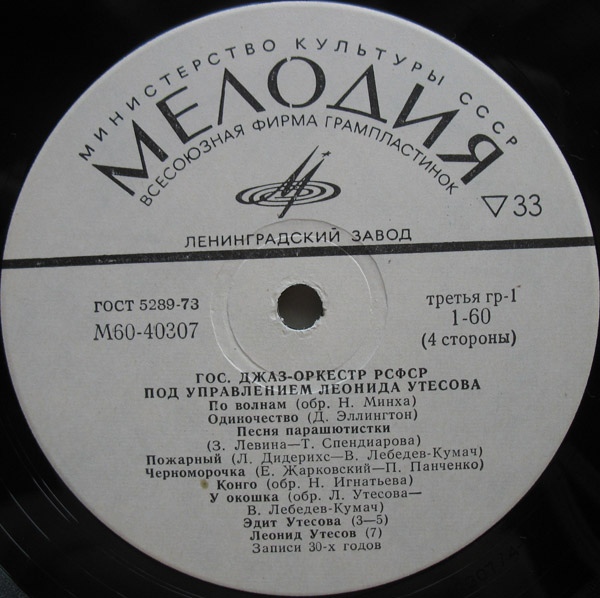 МИНИСТЕРСТВО КУЛЬТУРЫ СССР
МЕЛОДИЯ
ВСЕСОЮЗНАЯ ФИРМА ГРАМПЛАСТИНОК
▽33
ЛЕНИНГРАДСКИЙ ЗАВОД
ГОСТ 5289-73
М60-40307
третья гр-1
1-60
(4 стороны)
ГОС. ДЖАЗ-ОРКЕСТР РСФСР
ПОД УПРАВЛЕНИЕМ ЛЕОНИДА УТЕСОВА
По волнам (обр. Н. Минха)
Одиночество (Д. Эллингтон)
Песня парашютистки
(З. Левина—Т. Спендиарова)
Пожарный (Л. Дидерихс—В. Лебедев-Кумач)
Черноморочка (Е. Жарковский—П. Панченко)
Конго (обр. Н. Игнатьева)
У окошка (обр. Л. Утесова—
В. Лебедев-Кумач)
Эдит Утесова (3—5)
Леонид Утесов (7)
Записи 30-х годов